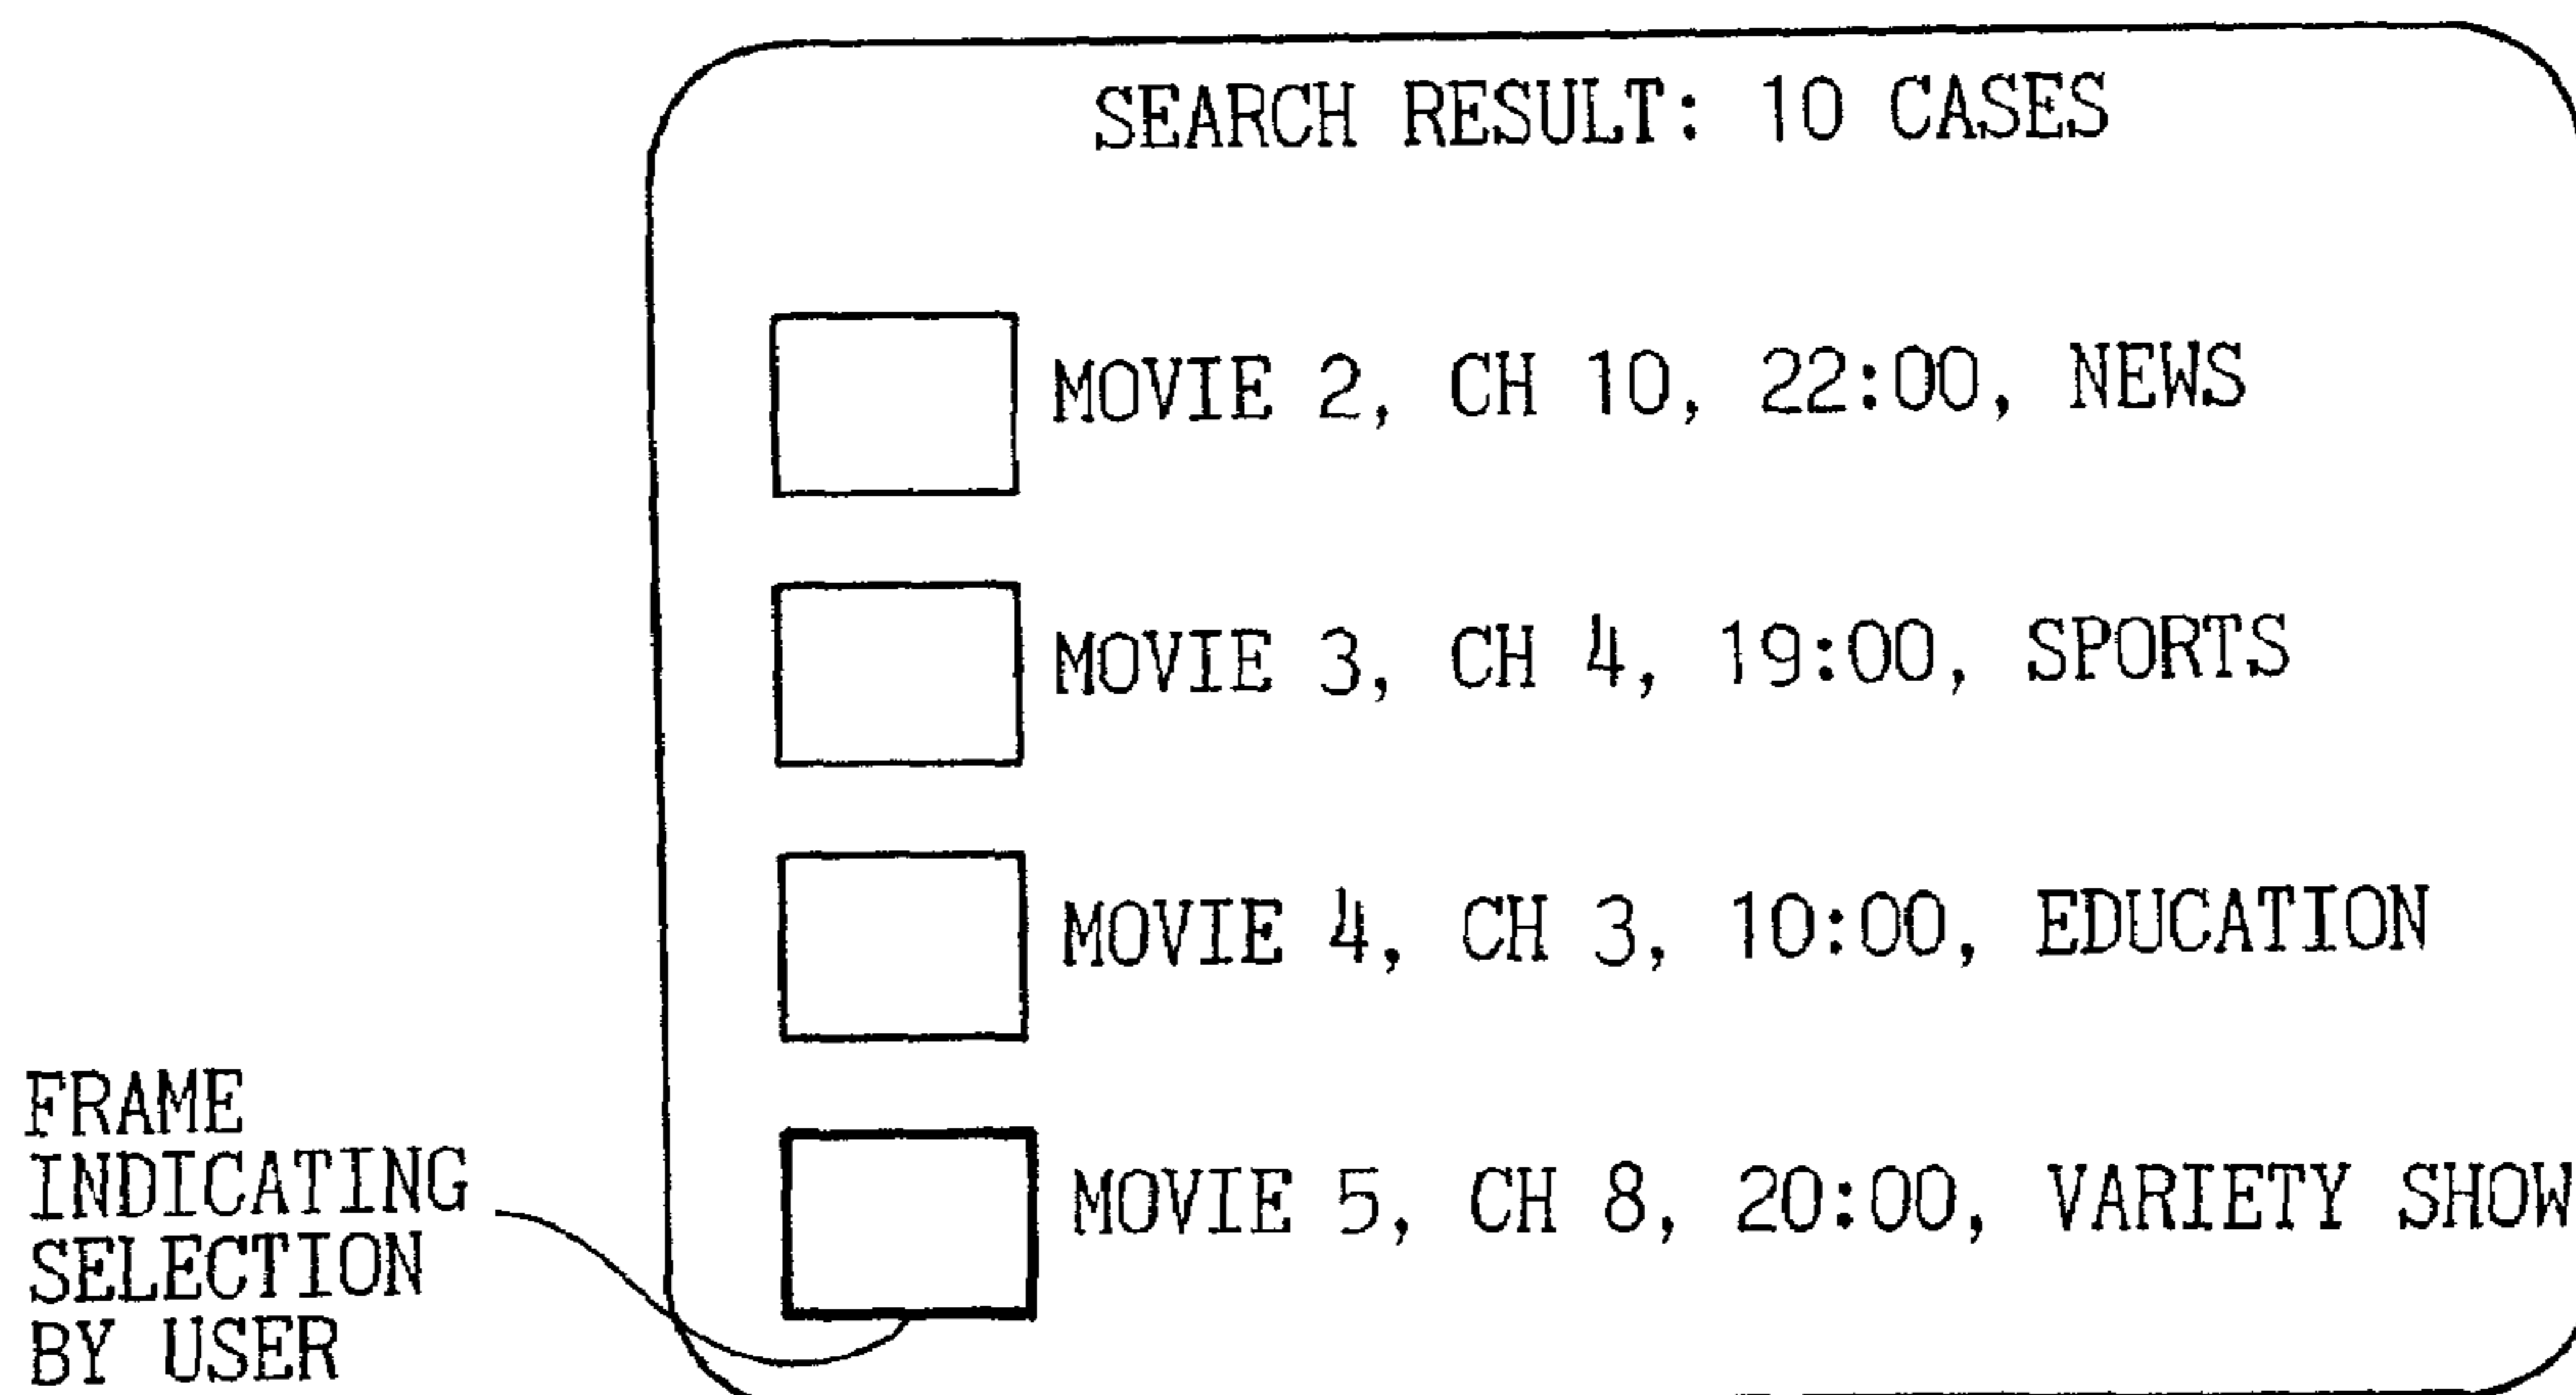 SEARCH RESULT: 10 CASES
MOVIE 2, CH 10, 22:00, NEWS
MOVIE 3, CH 4, 19:00, SPORTS
MOVIE 4, CH 3, 10:00, EDUCATION
MOVIE 5, CH 8, 20:00, VARIETY SHOW
FRAME
INDICATING
SELECTION
BY USER